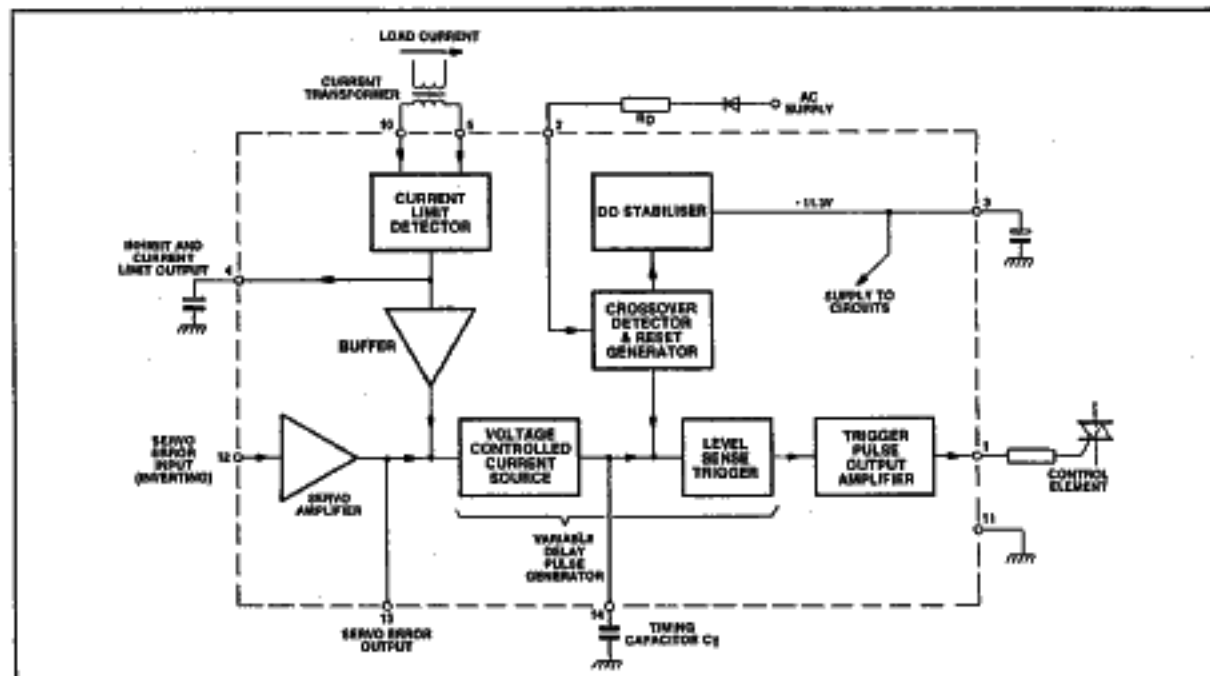 LOAD CURRENT
CURRENT
TRANSFORMER
10
5
2
RD
AC
SUPPLY
CURRENT
LIMIT
DETECTOR
DC STABILISER
3
INHIBIT AND
CURRENT
LIMIT OUTPUT
4
SUPPLY TO
CIRCUITS
BUFFER
CROSSOVER
DETECTOR
& RESET
GENERATOR
SERVO
ERROR
INPUT
(INVERTING)
12
SERVO
AMPLIFIER
VOLTAGE
CONTROLLED
CURRENT
SOURCE
LEVEL
SENSE
TRIGGER
TRIGGER
PULSE
OUTPUT
AMPLIFIER
1
CONTROL
ELEMENT
11
VARIABLE
DELAY
PULSE
GENERATOR
13
SERVO ERROR
OUTPUT
14
TIMING
CAPACITOR